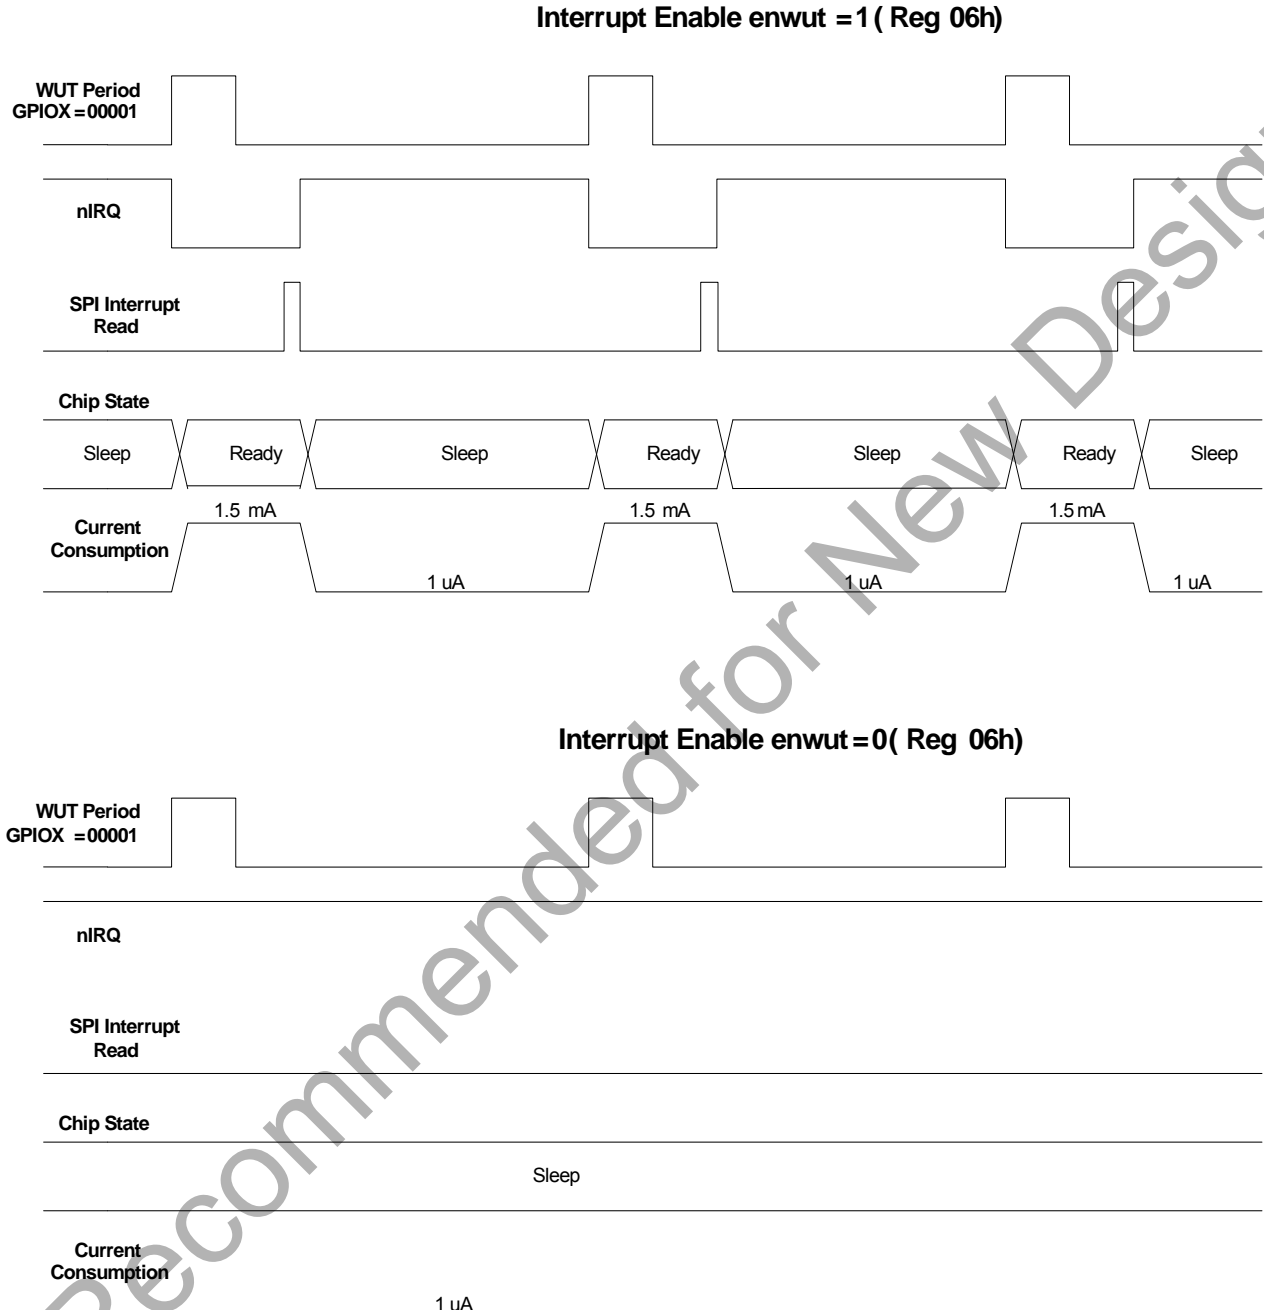 Interrupt Enable enwut =1( Reg 06h)
WUT Period
GPIOX=00001
nIRQ
SPI Interrupt
Read
Chip State
Sleep Ready Sleep Ready Sleep Ready Sleep
1.5 mA 1.5 mA 1.5 mA
Current
Consumption
1 uA 1 uA 1 uA
Interrupt Enable enwut=0( Reg 06h)
WUT Period
GPIOX =00001
nIRQ
SPI Interrupt
Read
Chip State
Sleep
Current
Consumption
1 uA
Recommended for New Desig